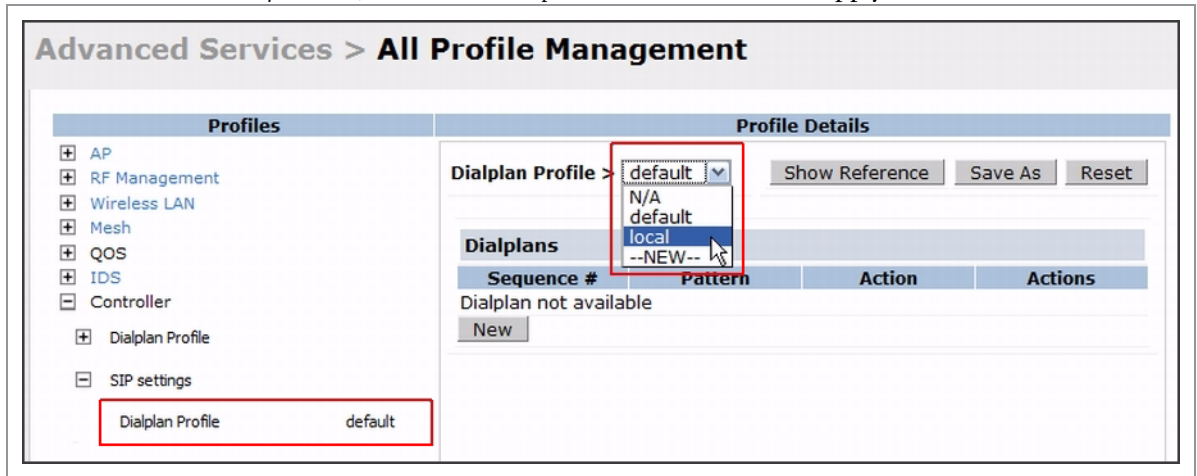 Advanced Services > All Profile Management
Profiles
Profile Details
AP
RF Management
Wireless LAN
Mesh
QOS
IDS
Controller
Dialplan Profile
SIP settings
Dialplan Profile default
Dialplan Profile > default Show Reference Save As Reset
N/A
default
local
--NEW--
Dialplans
Sequence # Pattern Action Actions
Dialplan not available
New